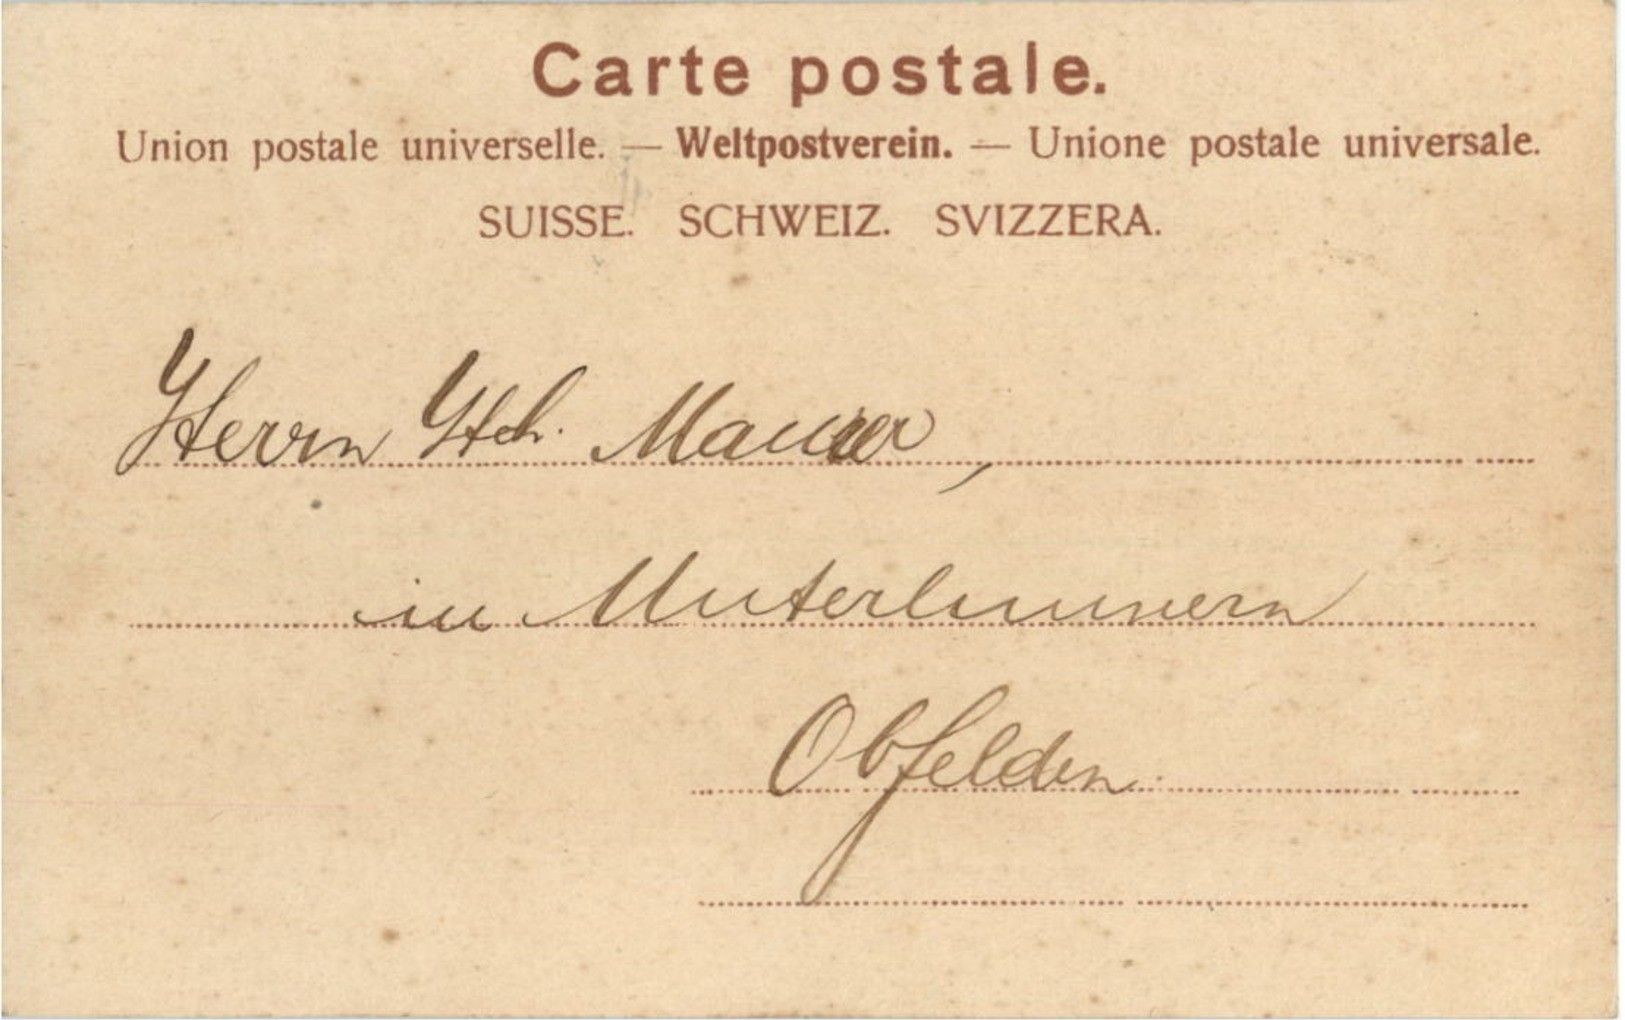 Carte postale.
Union postale universelle. — Weltpostverein. — Unione postale universale.
SUISSE. SCHWEIZ. SVIZZERA.
Herrn Hch. Maurer,
in Unterlunnern
Obfelden.